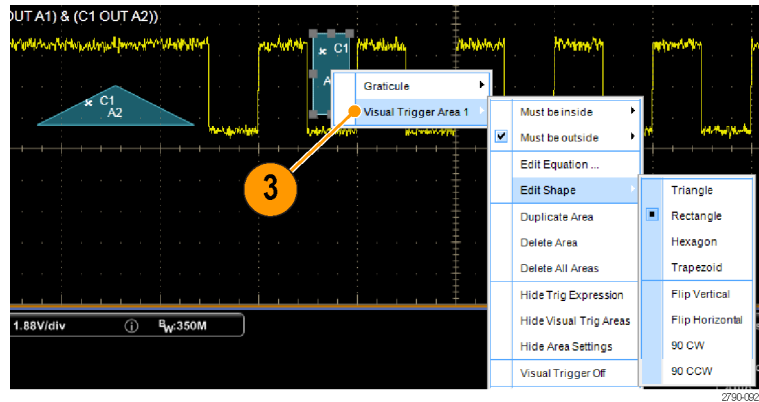 OUT A1) & (C1 OUT A2))
C1
A
C1
A2
Graticule
Visual Trigger Area 1
3
Must be inside
Must be outside
Edit Equation ...
Edit Shape
Duplicate Area
Delete Area
Delete All Areas
Hide Trig Expression
Hide Visual Trig Areas
Hide Area Settings
Visual Trigger Off
Triangle
Rectangle
Hexagon
Trapezoid
Flip Vertical
Flip Horizontal
90 CW
90 CCW
1.88V/div BW:350M
2790-092